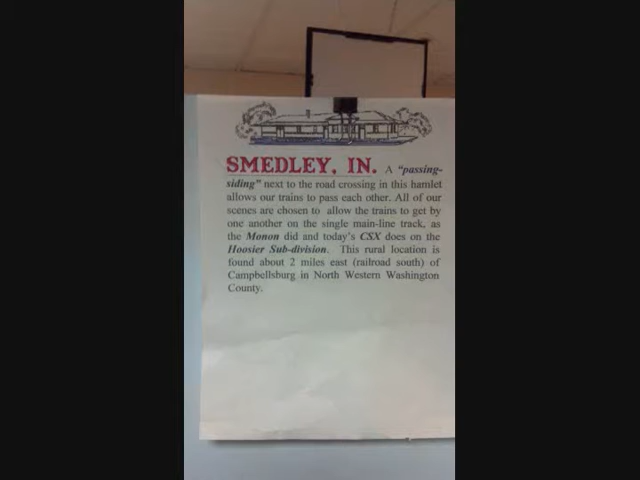 SMEDLEY, IN. A “passing-
siding” next to the road crossing in this hamlet
allows our trains to pass each other. All of our
scenes are chosen to allow the trains to get by
one another on the single main-line track, as
the Monon did and today’s CSX does on the
Hoosier Sub-division. This rural location is
found about 2 miles east (railroad south) of
Campbellsburg in North Western Washington
County.